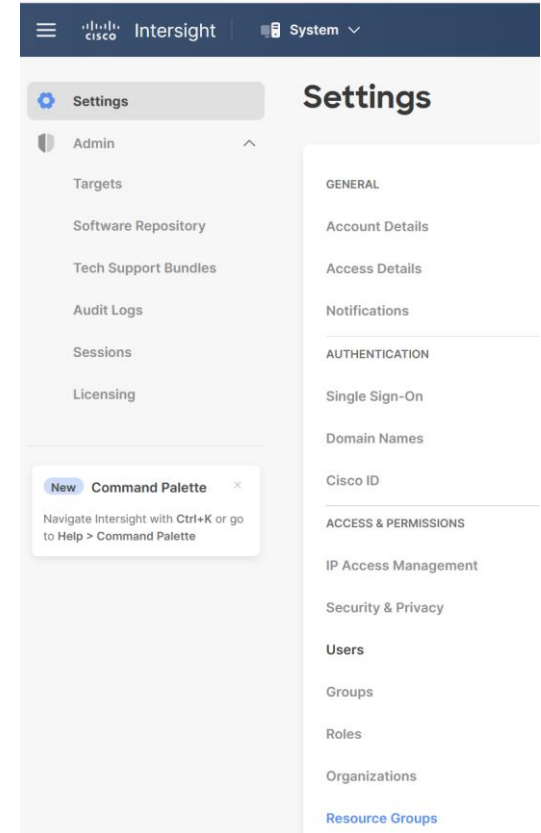 cisco Intersight System
Settings
Admin
Targets
Software Repository
Tech Support Bundles
Audit Logs
Sessions
Licensing
New Command Palette
Navigate Intersight with Ctrl+K or go
to Help > Command Palette
Settings
GENERAL
Account Details
Access Details
Notifications
AUTHENTICATION
Single Sign-On
Domain Names
Cisco ID
ACCESS & PERMISSIONS
IP Access Management
Security & Privacy
Users
Groups
Roles
Organizations
Resource Groups